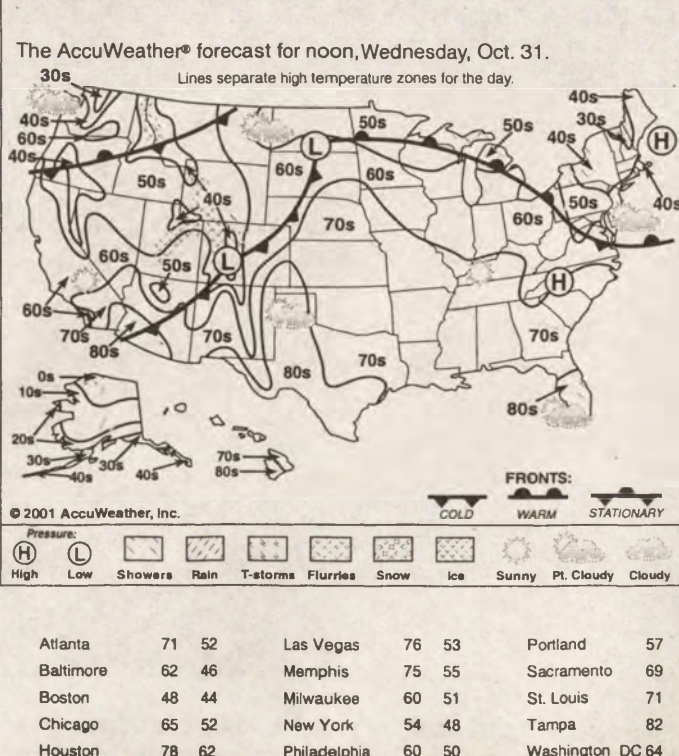 The AccuWeather® forecast for noon, Wednesday, Oct. 31.
30s Lines separate high temperature zones for the day.
40s
60s
40s
50s
50s
40s
30s
40s
H
L
60s
60s
50s
40s
50s
40s
60s
70s
60s
50s
L
H
60s
70s
80s
70s
80s
70s
70s
80s
0s
10s
20s
30s
40s
30s
40s
70s
80s
FRONTS:
© 2001 AccuWeather, Inc.
COLD WARM STATIONARY
Pressure:
H L
High Low Showers Rain T-storms Flurries Snow Ice Sunny Pt. Cloudy Cloudy
Atlanta 71 52 Las Vegas 76 53 Portland 57
Baltimore 62 46 Memphis 75 55 Sacramento 69
Boston 48 44 Milwaukee 60 51 St. Louis 71
Chicago 65 52 New York 54 48 Tampa 82
Houston 78 62 Philadelphia 60 50 Washington DC 64